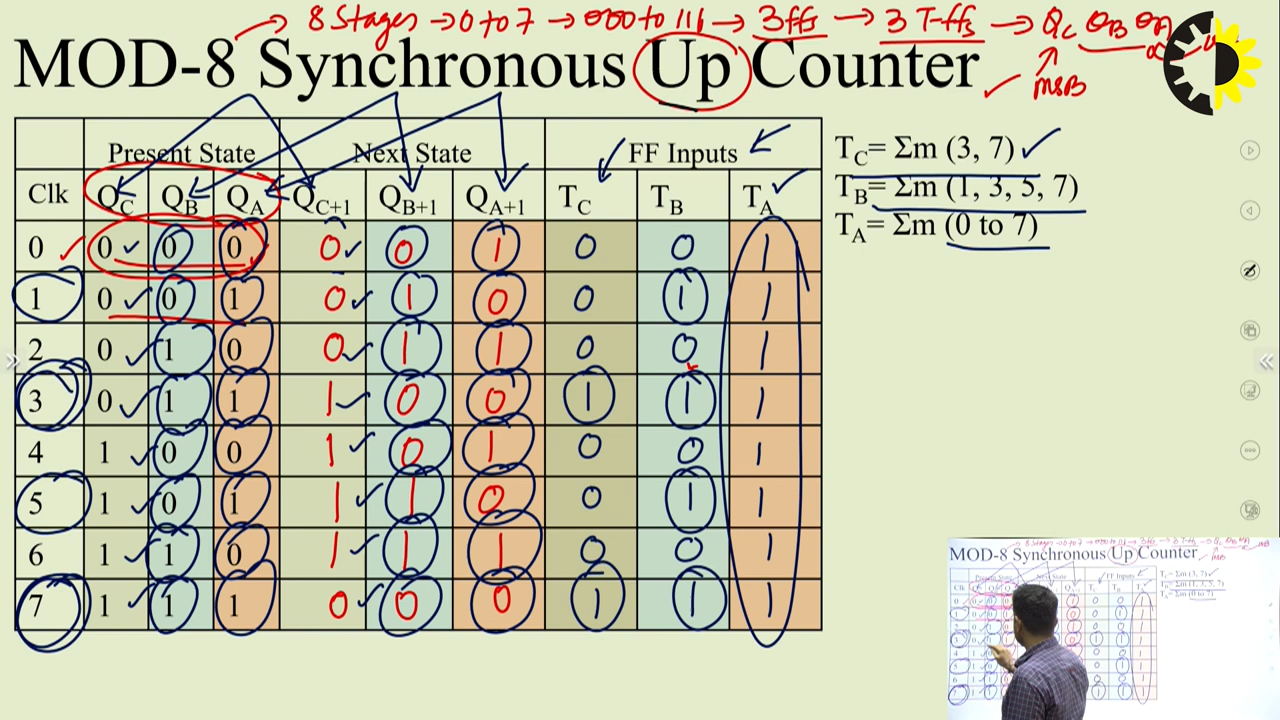 → 8 Stages → 0 to 7 → 000 to 111 → 3 ffs → 3 T-ffs → QC QB QA
MOD-8 Synchronous Up Counter
MSB
Present State Next State FF Inputs
Clk QC QB QA QC+1 QB+1 QA+1 TC TB TA
0 0 0 0 0 0 1 0 0 1
1 0 0 1 0 1 0 0 1 1
2 0 1 0 0 1 1 0 0 1
3 0 1 1 1 0 0 1 1 1
4 1 0 0 1 0 1 0 0 1
5 1 0 1 1 1 0 0 1 1
6 1 1 0 1 1 1 0 0 1
7 1 1 1 0 0 0 1 1 1
TC= Σm (3, 7)
TB= Σm (1, 3, 5, 7)
TA= Σm (0 to 7)
MOD-8 Synchronous Up Counter